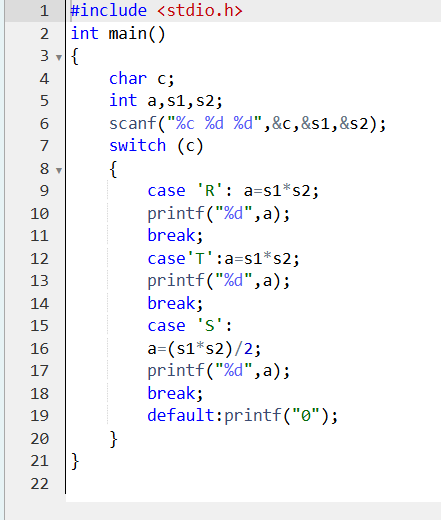 1 #include <stdio.h>
2 int main()
3 {
4 char c;
5 int a,s1,s2;
6 scanf("%c %d %d",&c,&s1,&s2);
7 switch (c)
8 {
9 case 'R': a=s1*s2;
10 printf("%d",a);
11 break;
12 case'T':a=s1*s2;
13 printf("%d",a);
14 break;
15 case 'S':
16 a=(s1*s2)/2;
17 printf("%d",a);
18 break;
19 default:printf("0");
20 }
21 }
22